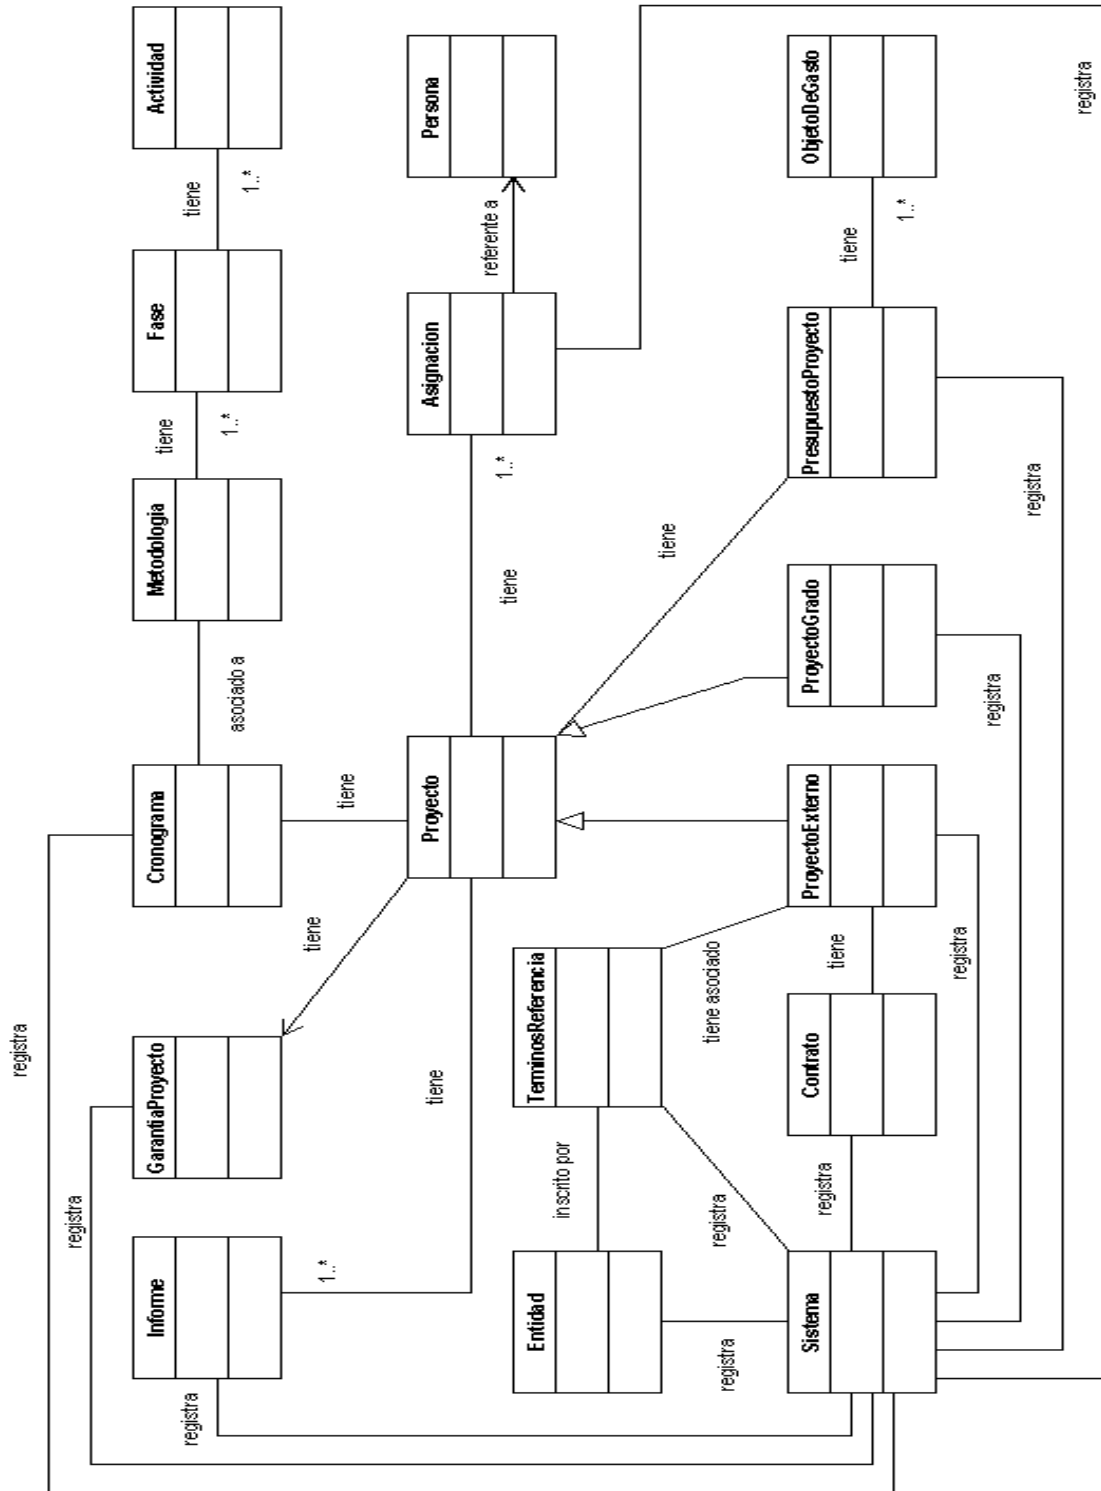 registra
registra
Informe
GarantiaProyecto
Cronograma
Metodologia
Fase
Actividad
registra
tiene
tiene
asociado a
1..*
1..*
1..*
tiene
tiene
Proyecto
Asignacion
Persona
tiene
tiene
1..*
referente a
Entidad
TerminosReferencia
inscrito por
tiene
registra
registra
tiene asociado
Sistema
Contrato
ProyectoExterno
ProyectoGrado
PresupuestoProyecto
ObjetoDeGasto
registra
tiene
tiene
1..*
registra
registra
registra
registra